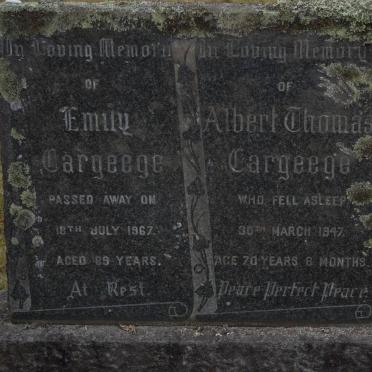 In Loving Memory
OF
Emily
Cargeege
PASSED AWAY ON
18TH JULY 1967.
AGED 89 YEARS.
At Rest.
In Loving Memory
OF
Albert Thomas
Cargeege
WHO FELL ASLEEP
30TH MARCH 1947.
AGE 70 YEARS 6 MONTHS.
Peace Perfect Peace